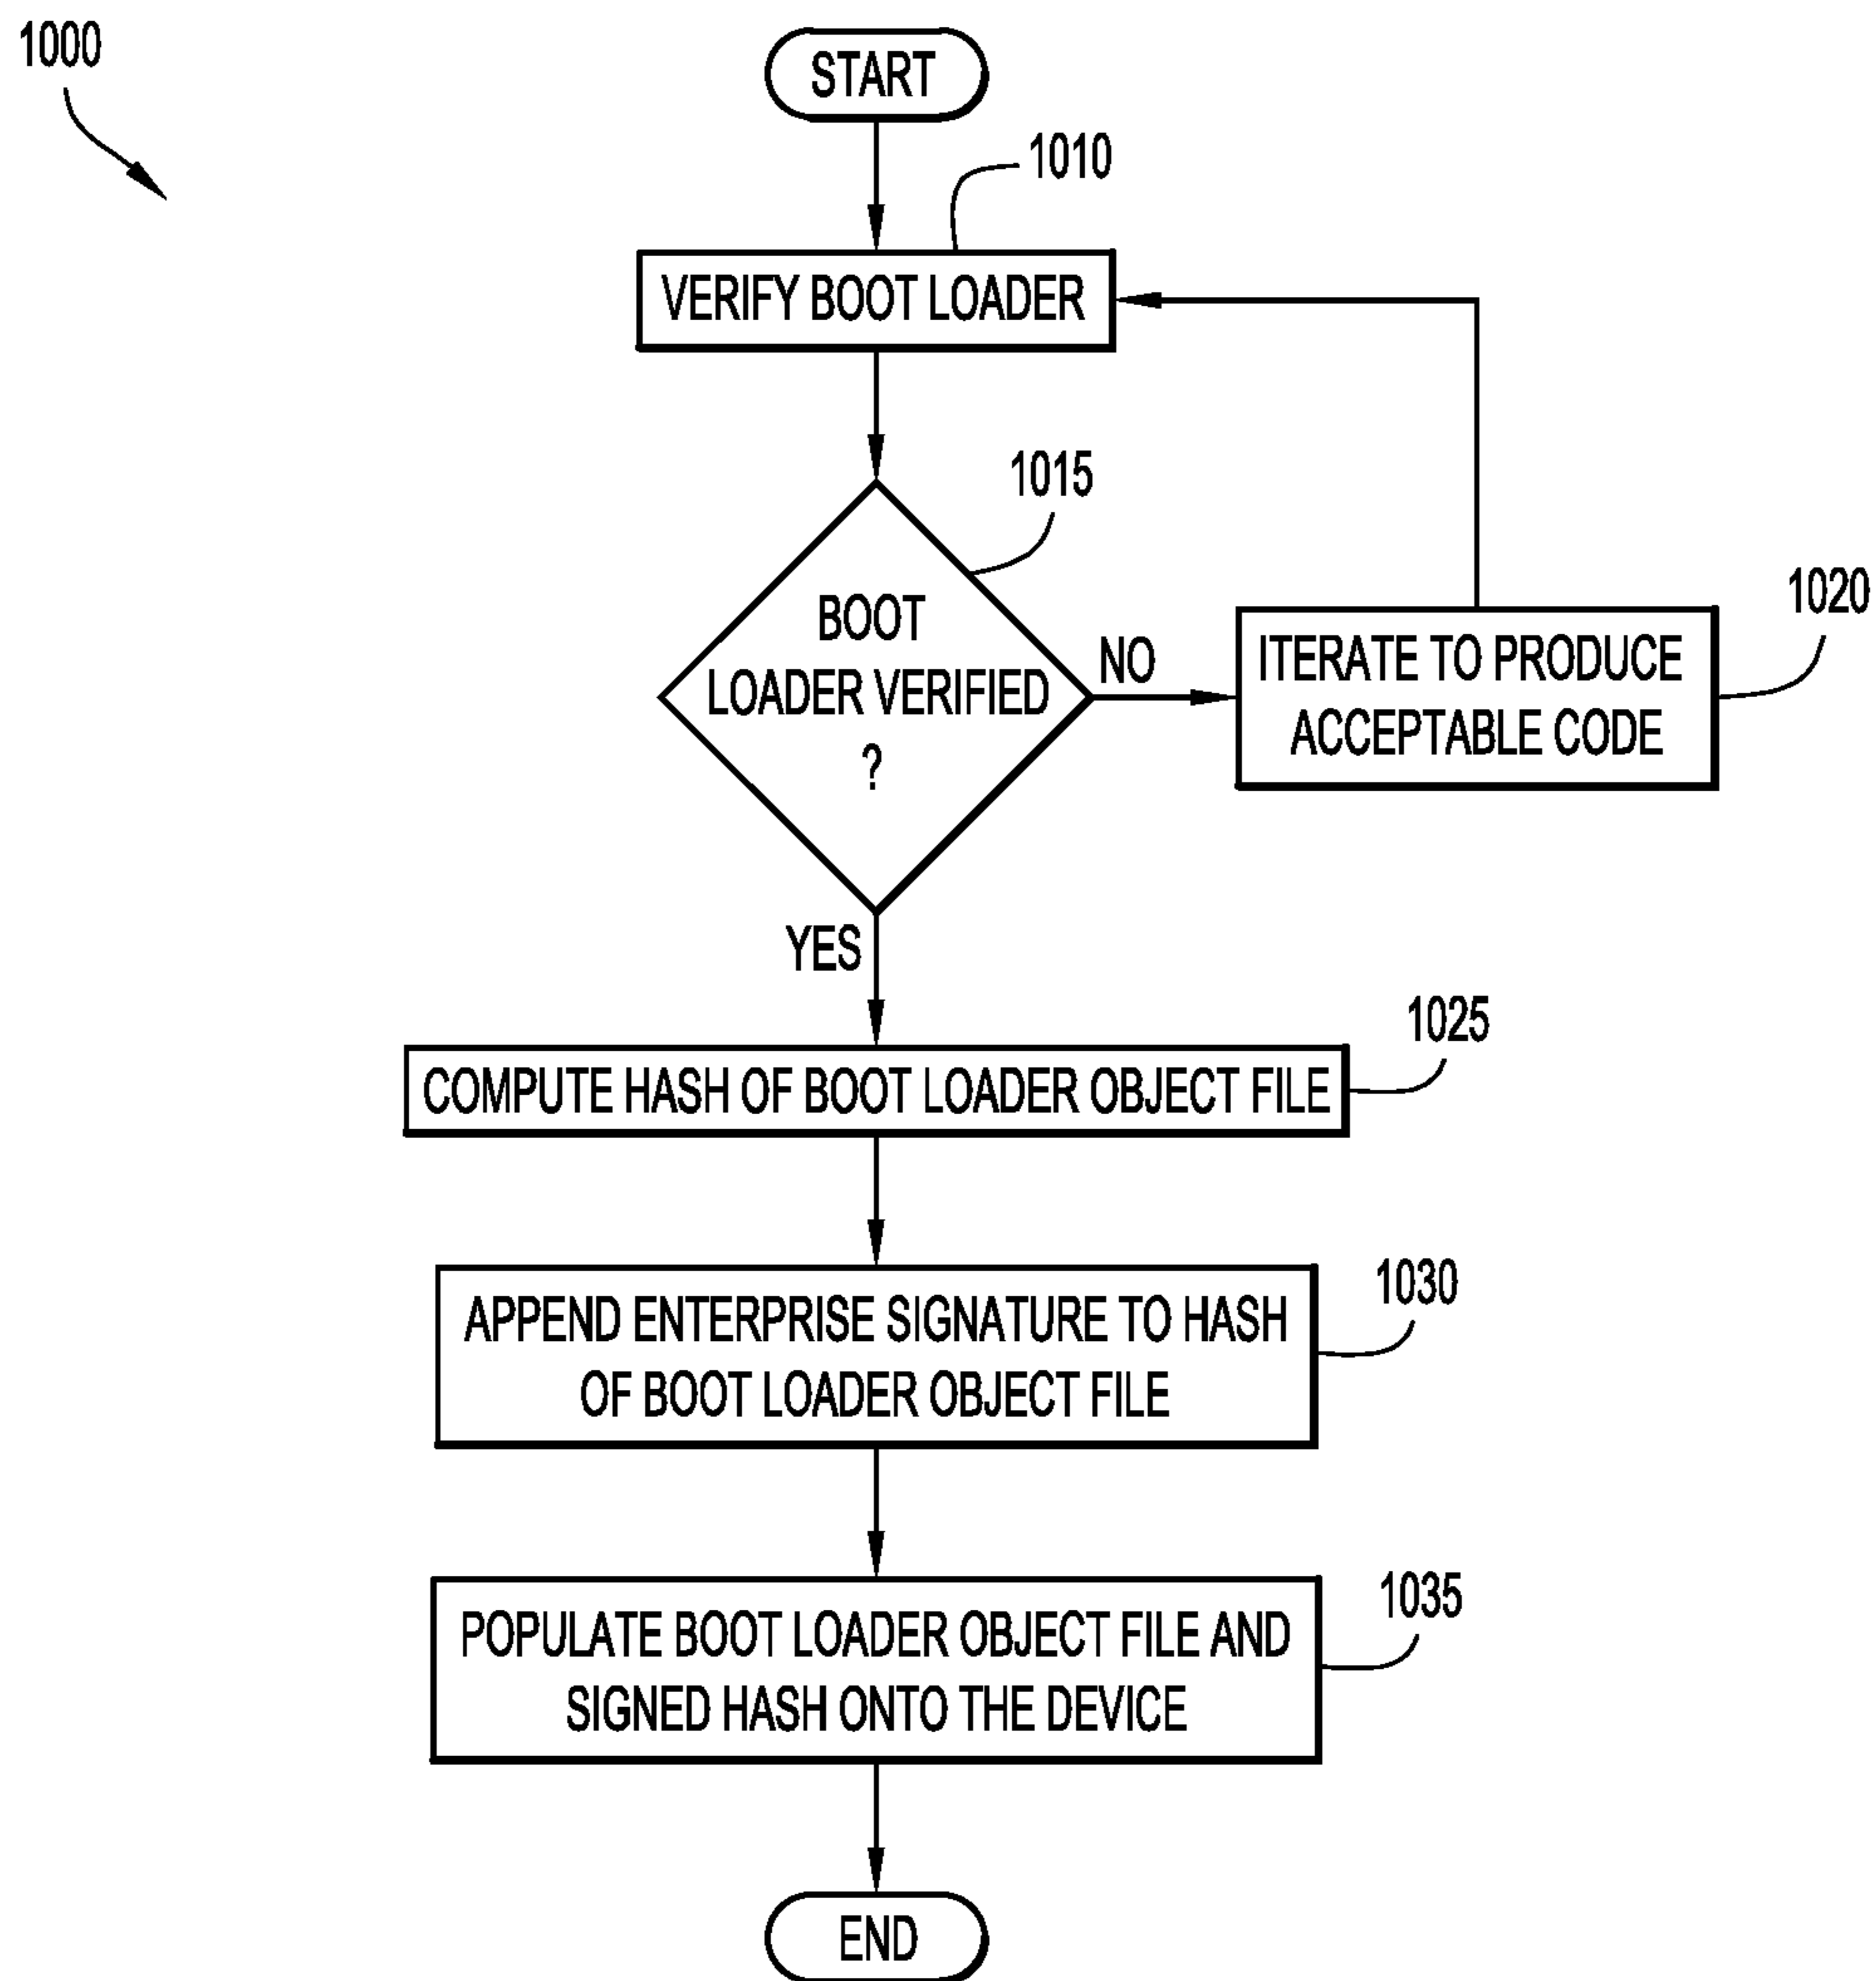 1000
START
1010
VERIFY BOOT LOADER
1015
BOOT
LOADER VERIFIED
?
NO
1020
ITERATE TO PRODUCE
ACCEPTABLE CODE
YES
1025
COMPUTE HASH OF BOOT LOADER OBJECT FILE
1030
APPEND ENTERPRISE SIGNATURE TO HASH
OF BOOT LOADER OBJECT FILE
1035
POPULATE BOOT LOADER OBJECT FILE AND
SIGNED HASH ONTO THE DEVICE
END